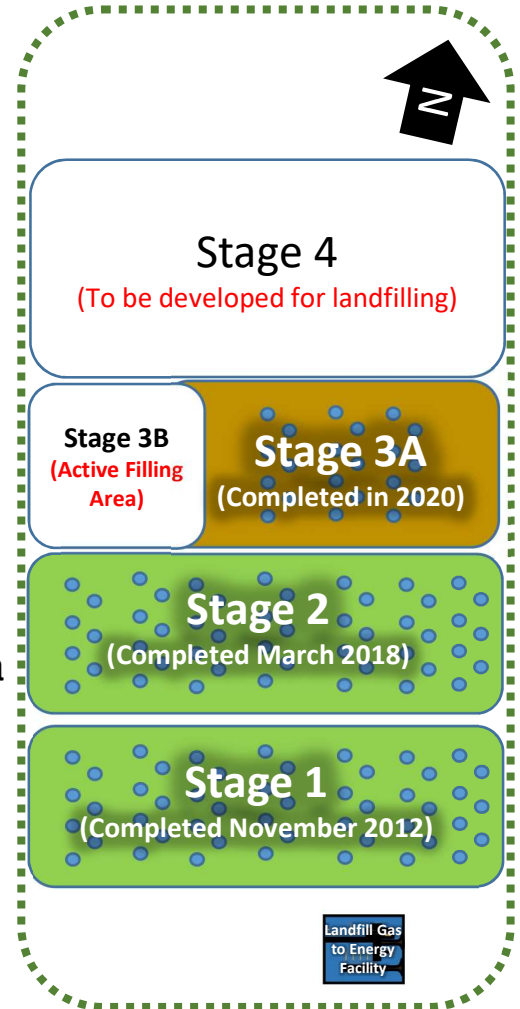 N
Stage 4
(To be developed for landfilling)
Stage 3B
(Active Filling
Area)
Stage 3A
(Completed in 2020)
Stage 2
(Completed March 2018)
Stage 1
(Completed November 2012)
Landfill Gas
to Energy
Facility